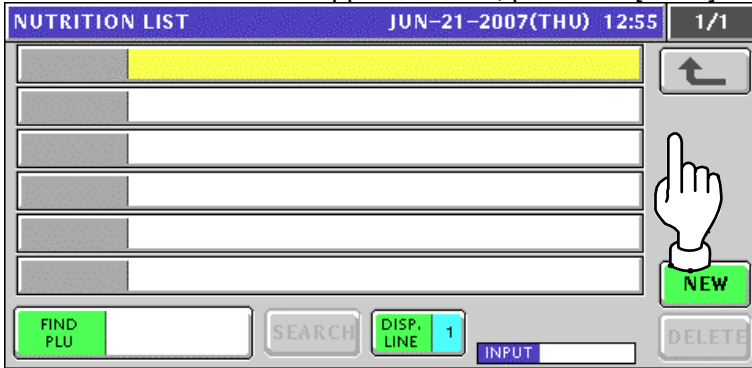 NUTRITION LIST JUN-21-2007(THU) 12:55 1/1
NEW
FIND PLU
SEARCH
DISP. LINE 1
INPUT
DELETE